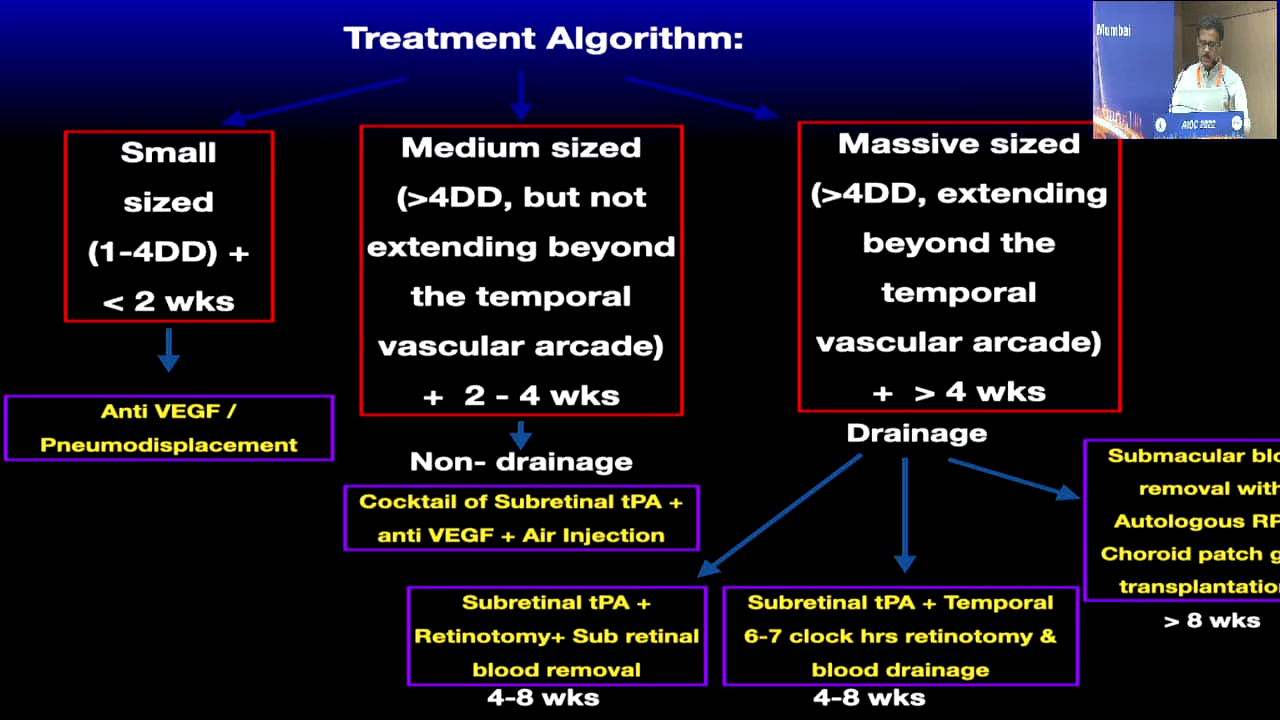 Treatment Algorithm:
Mumbai
AIOC 2022
Small
sized
(1-4DD) +
< 2 wks
Anti VEGF /
Pneumodisplacement
Medium sized
(>4DD, but not
extending beyond
the temporal
vascular arcade)
+ 2 - 4 wks
Non- drainage
Cocktail of Subretinal tPA +
anti VEGF + Air Injection
Massive sized
(>4DD, extending
beyond the
temporal
vascular arcade)
+ > 4 wks
Drainage
Subretinal tPA +
Retinotomy+ Sub retinal
blood removal
4-8 wks
Subretinal tPA + Temporal
6-7 clock hrs retinotomy &
blood drainage
4-8 wks
Submacular
removal with
Autologous
Choroid patch
> 8 wks